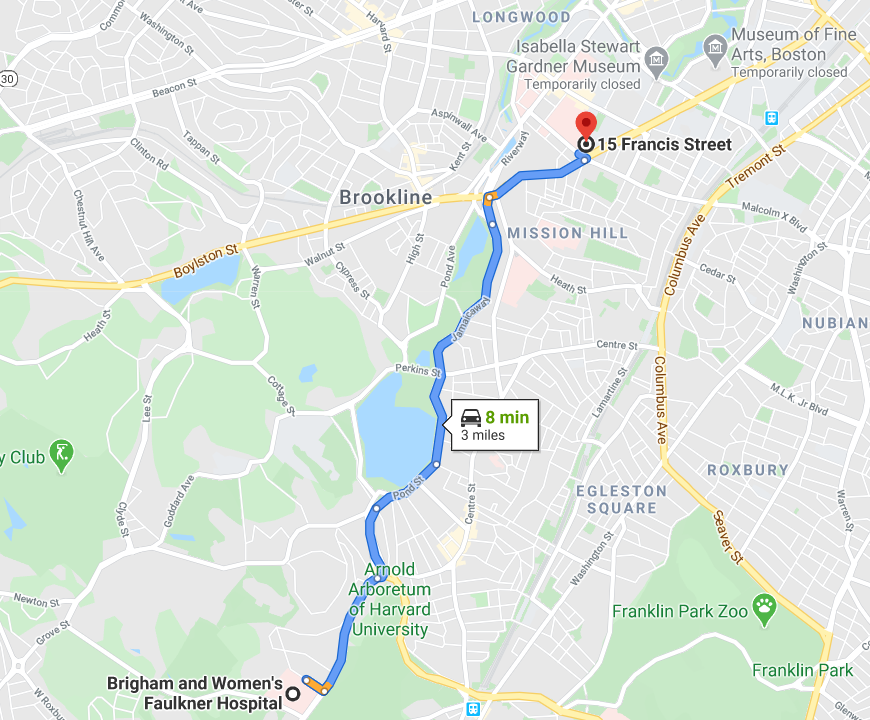 LONGWOOD
Isabella Stewart
Gardner Museum
Temporarily closed
Museum of Fine
Arts, Boston
Temporarily closed
Harvard St
Washington St
30
Beacon St
Aspinwall Ave
Riverway
15 Francis Street
Tappan St
Clinton Rd
Kent St
Tremont St
Brookline
Chestnut Hill Ave
MISSION HILL
Malcolm X Blvd
Columbus Ave
Washington St
Boylston St
Walnut St
High St
Pond Ave
Cypress St
Warren St
Heath St
Cedar St
Jamaicaway
Heath St
NUBIAN
Centre St
Perkins St
Cottage St
Lee St
Lamartine St
Columbus Ave
M.L.K. Jr Blvd
8 min
3 miles
y Club
ROXBURY
EGLESTON
SQUARE
Pond St
Centre St
Goddard Ave
Clyde St
Warren St
Seaver St
Washington St
Arnold
Arboretum
of Harvard
University
Newton St
Grove St
Franklin Park Zoo
Franklin Park
Brigham and Women's
Faulkner Hospital
W Roxbu
Glenw